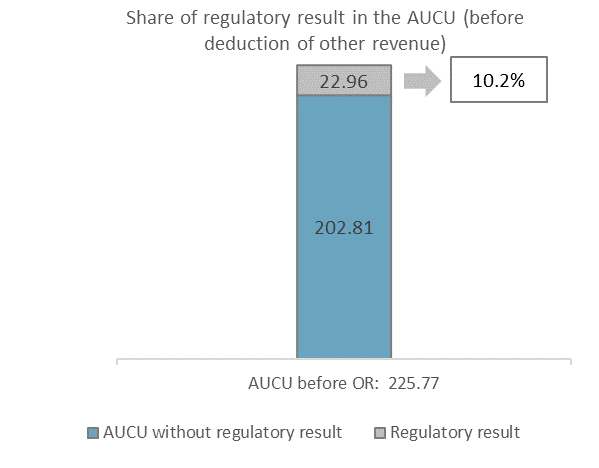 Share of regulatory result in the AUCU (before
deduction of other revenue)
22.96
10.2%
202.81
AUCU before OR: 225.77
AUCU without regulatory result
Regulatory result